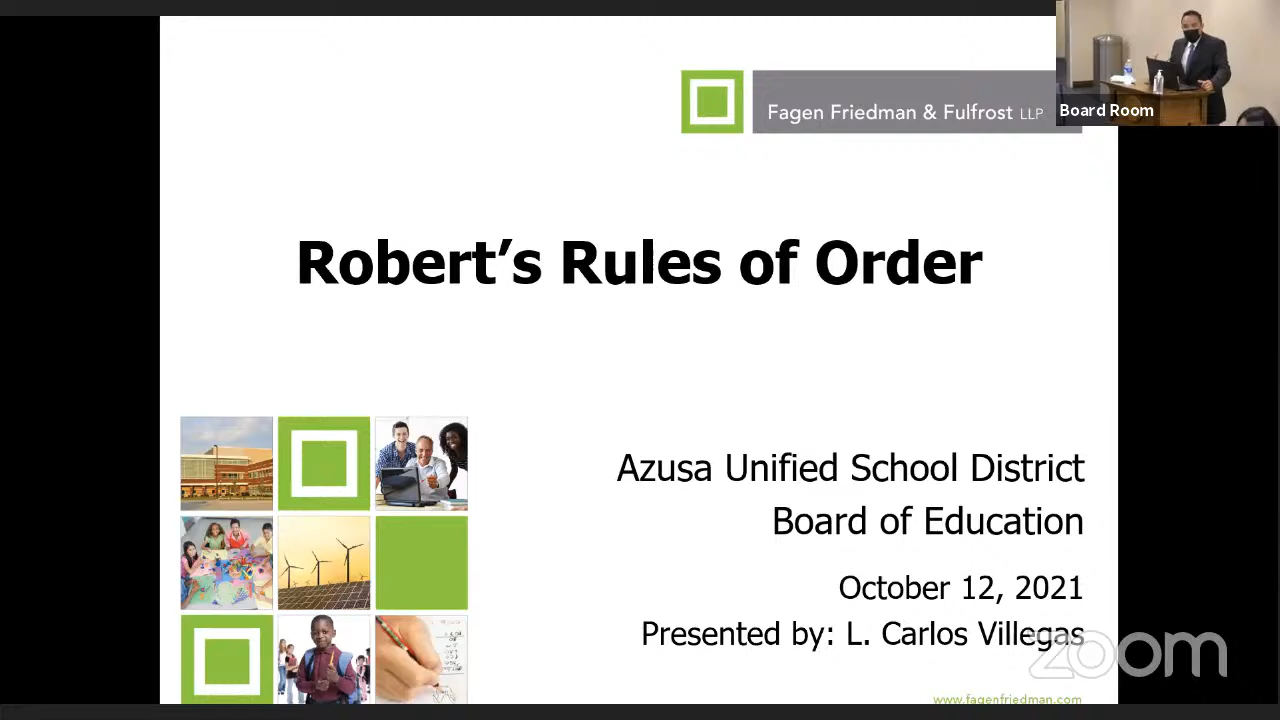 Fagen Friedman & Fulfrost LLP
Board Room
Robert's Rules of Order
Azusa Unified School District
Board of Education
October 12, 2021
Presented by: L. Carlos Villegas
zoom
www.fagenfriedman.com